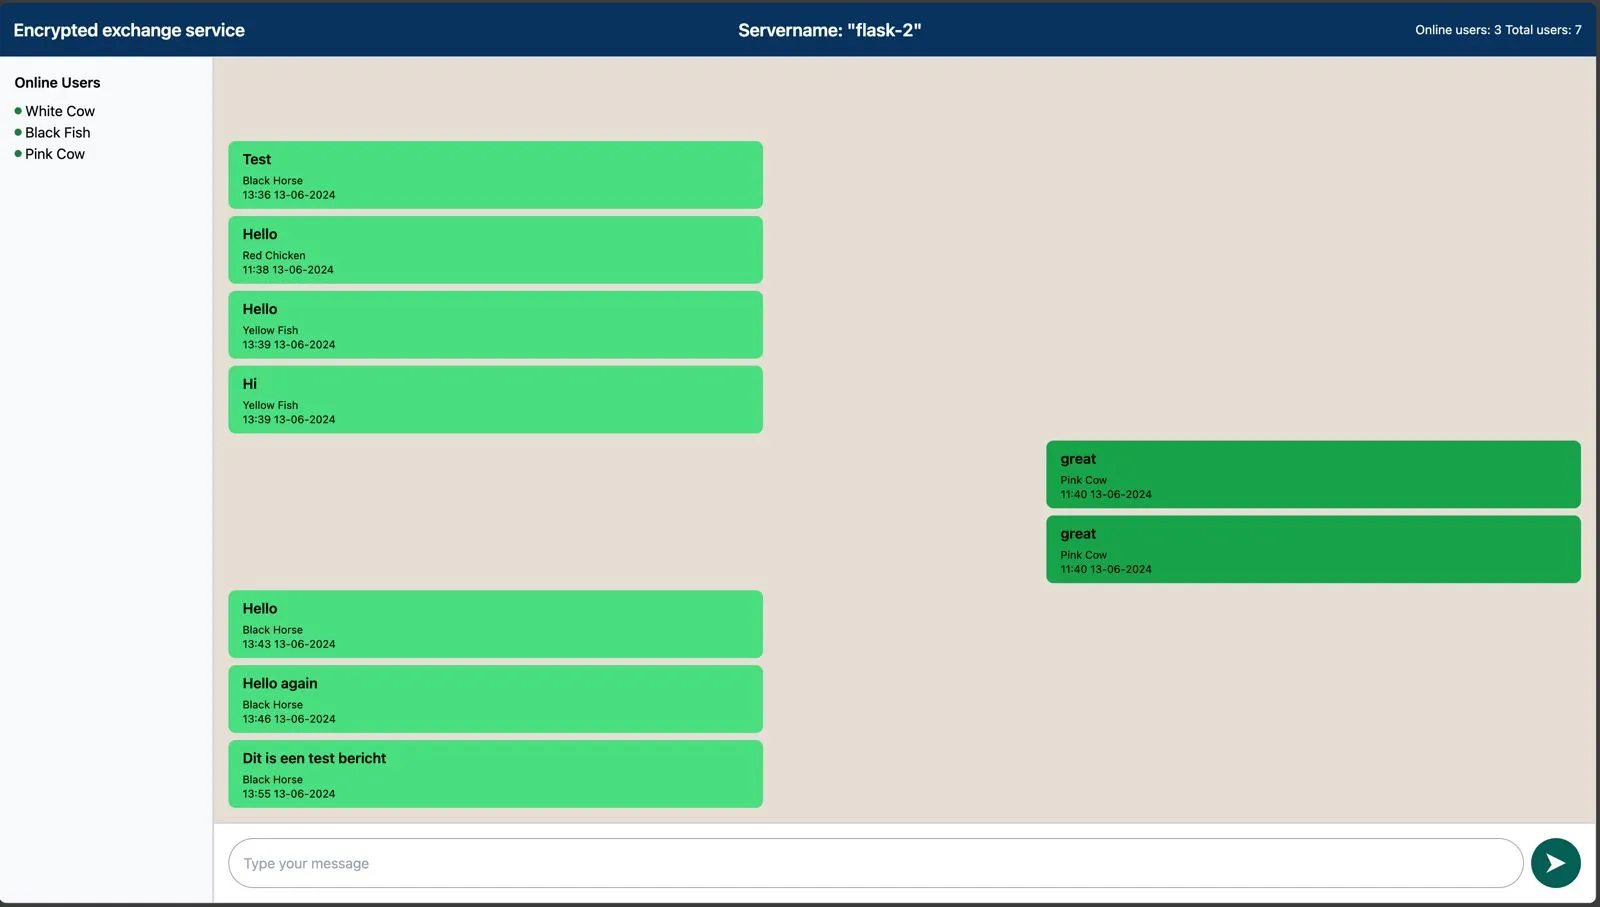 Encrypted exchange service
Servername: "flask-2"
Online users: 3 Total users: 7
Online Users
White Cow
Black Fish
Pink Cow
Test
Black Horse
13:36 13-06-2024
Hello
Red Chicken
11:38 13-06-2024
Hello
Yellow Fish
13:39 13-06-2024
Hi
Yellow Fish
13:39 13-06-2024
great
Pink Cow
11:40 13-06-2024
great
Pink Cow
11:40 13-06-2024
Hello
Black Horse
13:43 13-06-2024
Hello again
Black Horse
13:46 13-06-2024
Dit is een test bericht
Black Horse
13:55 13-06-2024
Type your message